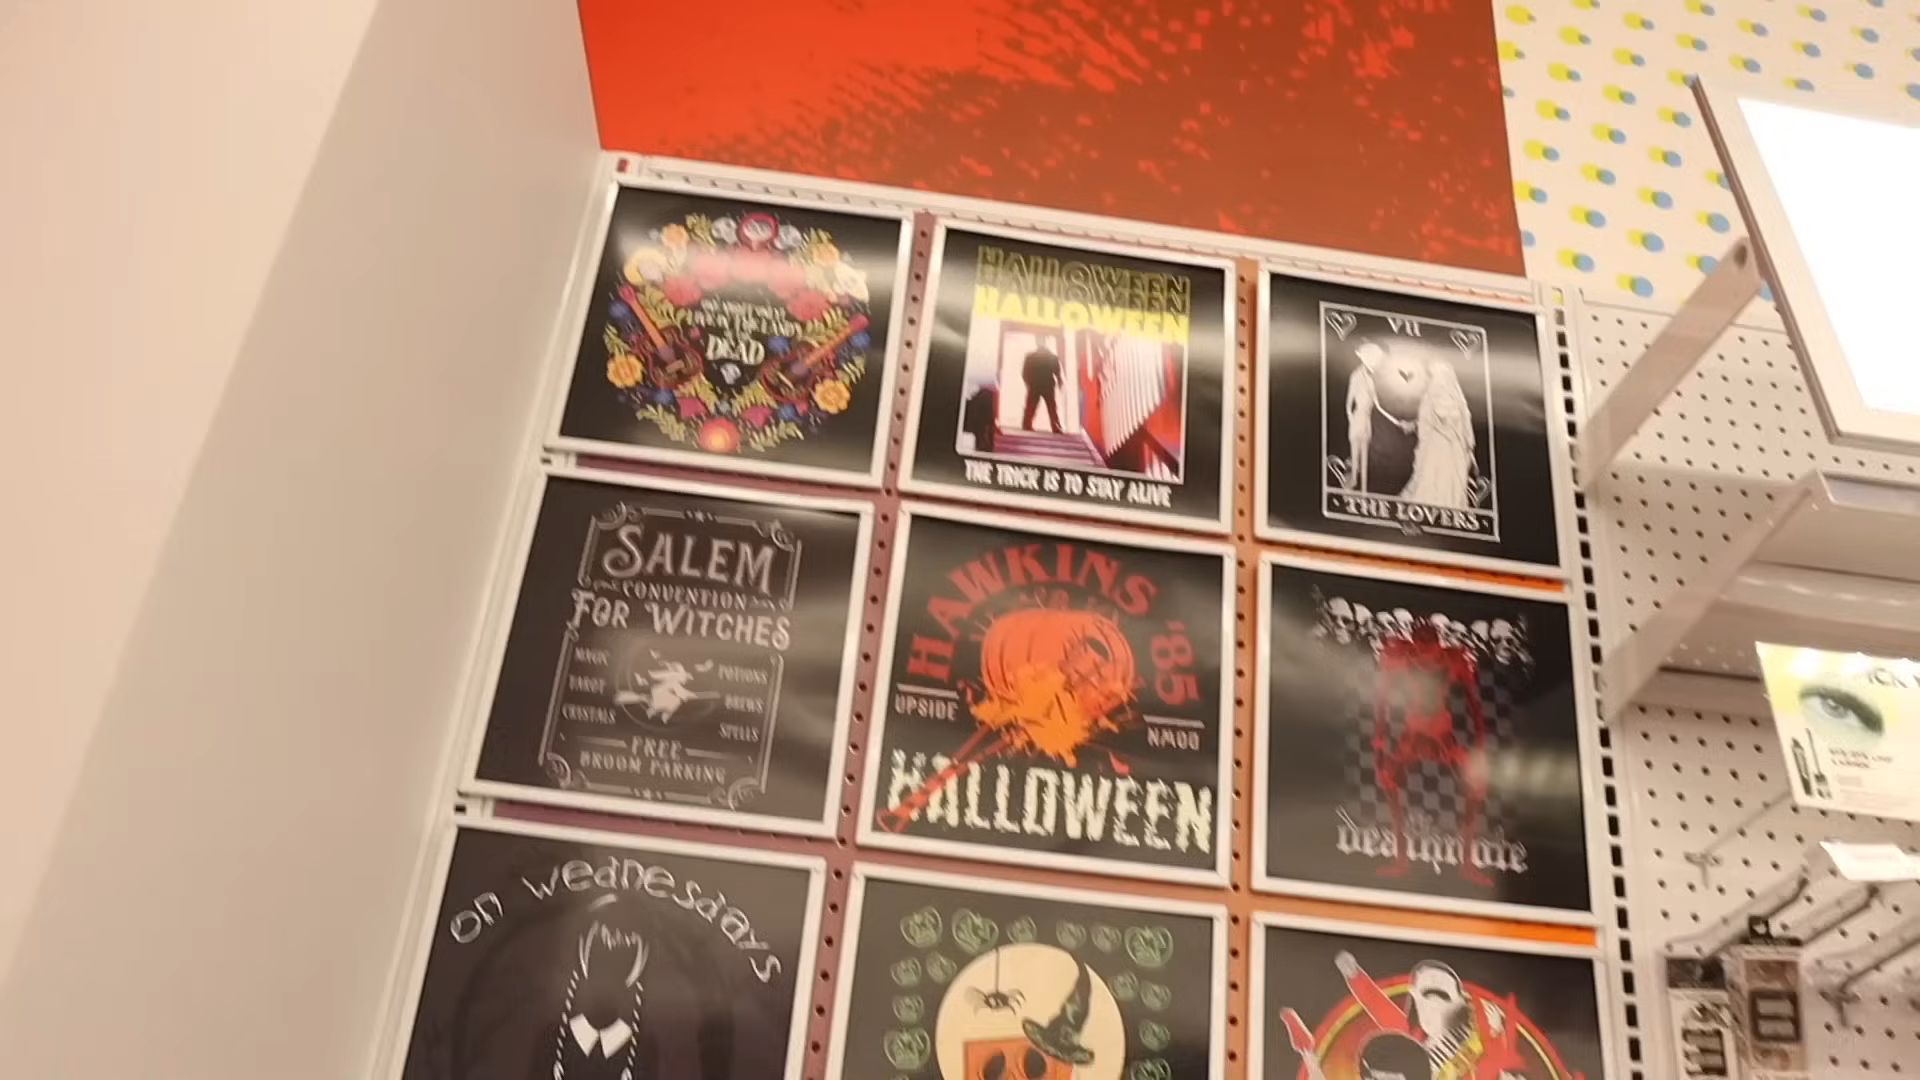 DEAD
HALLOWEEN
HALLOWEEN
HALLOWEEN
THE TRICK IS TO STAY ALIVE
VII
· THE LOVERS ·
SALEM
CONVENTION
FOR WITCHES
MAGIC
TAROT
CRYSTALS
POTIONS
BREWS
SPELLS
FREE
BROOM PARKING
HAWKINS '85
UPSIDE
NMOD
HALLOWEEN
on wednesdays